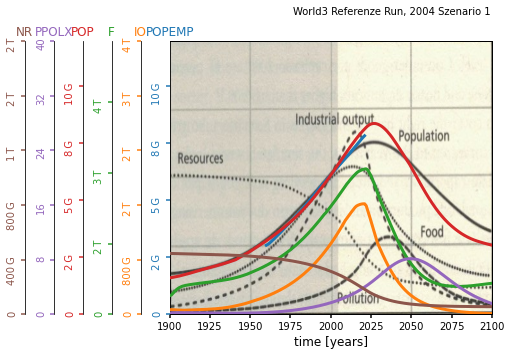 World3 Referenze Run, 2004 Szenario 1
NR PPOLX POP F IO POPEMP
2 T 40 4 T
2 T 32 10 G 4 T 3 T 10 G
1 T 24 8 G 3 T 2 T 8 G
800 G 16 5 G 2 T 2 T 5 G
400 G 8 2 G 800 G 2 G
0 0 0 0 0 0
Industrial output
Population
Resources
Food
Pollution
1900 1925 1950 1975 2000 2025 2050 2075 2100
time [years]